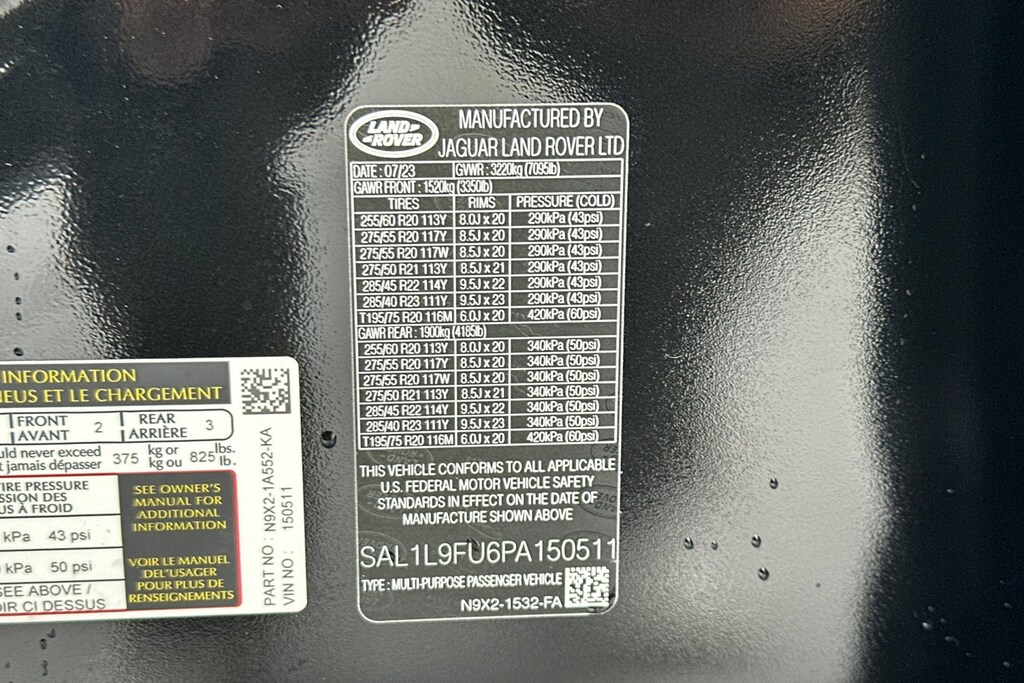 LAND ROVER
MANUFACTURED BY
JAGUAR LAND ROVER LTD
DATE : 07/23 GVWR : 3220kg (7095lb)
GAWR FRONT : 1520kg (3350lb)
TIRES RIMS PRESSURE (COLD)
255/60 R20 113Y 8.0J x 20 290kPa (43psi)
275/55 R20 117Y 8.5J x 20 290kPa (43psi)
275/55 R20 117W 8.5J x 20 290kPa (43psi)
275/50 R21 113Y 8.5J x 21 290kPa (43psi)
285/45 R22 114Y 9.5J x 22 290kPa (43psi)
285/40 R23 111Y 9.5J x 23 290kPa (43psi)
T195/75 R20 116M 6.0J x 20 420kPa (60psi)
GAWR REAR : 1900kg (4185lb)
255/60 R20 113Y 8.0J x 20 340kPa (50psi)
275/55 R20 117Y 8.5J x 20 340kPa (50psi)
275/55 R20 117W 8.5J x 20 340kPa (50psi)
275/50 R21 113Y 8.5J x 21 340kPa (50psi)
285/45 R22 114Y 9.5J x 22 340kPa (50psi)
285/40 R23 111Y 9.5J x 23 340kPa (50psi)
T195/75 R20 116M 6.0J x 20 420kPa (60psi)
THIS VEHICLE CONFORMS TO ALL APPLICABLE
U.S. FEDERAL MOTOR VEHICLE SAFETY
STANDARDS IN EFFECT ON THE DATE OF
MANUFACTURE SHOWN ABOVE
SAL1L9FU6PA150511
TYPE : MULTI-PURPOSE PASSENGER VEHICLE
N9X2-1532-FA
INFORMATION
NEUS ET LE CHARGEMENT
FRONT AVANT 2 REAR ARRIÈRE 3
uld never exceed
t jamais dépasser 375 kg or kg ou 825 lbs. lb.
TIRE PRESSURE
SSION DES
US À FROID
kPa 43 psi
kPa 50 psi
SEE ABOVE /
OIR CI DESSUS
SEE OWNER'S
MANUAL FOR
ADDITIONAL
INFORMATION
VOIR LE MANUEL
DEL'USAGER
POUR PLUS DE
RENSEIGNEMENTS
PART NO : N9X2-1A552-KA
VIN NO : 150511